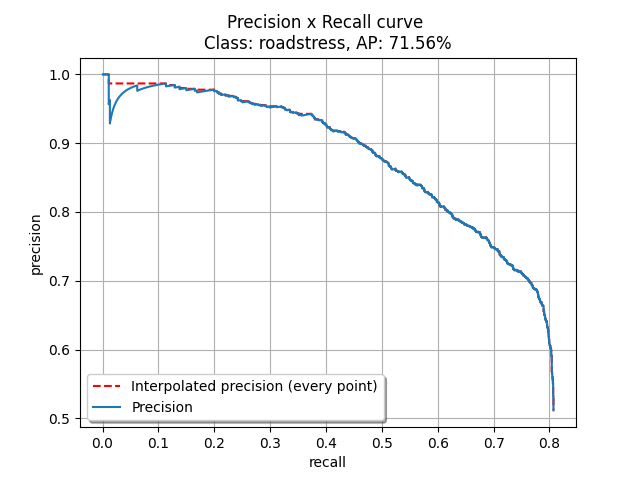 Precision x Recall curve
Class: roadstress, AP: 71.56%
1.0
0.9
0.8
0.7
0.6
0.5
precision
Interpolated precision (every point)
Precision
0.0 0.1 0.2 0.3 0.4 0.5 0.6 0.7 0.8
recall